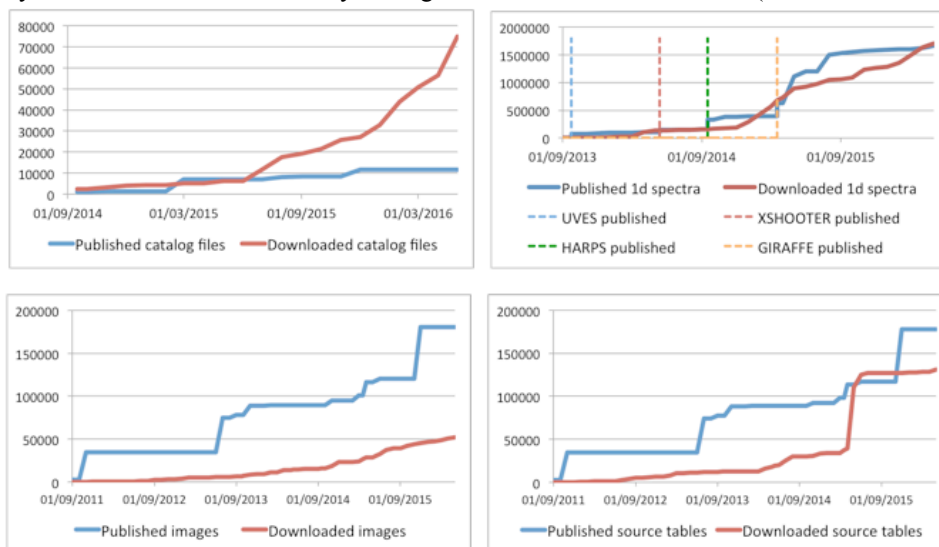 80000
70000
60000
50000
40000
30000
20000
10000
0
01/09/2014 01/03/2015 01/09/2015 01/03/2016
Published catalog files Downloaded catalog files
2000000
1500000
1000000
500000
0
01/09/2013 01/09/2014 01/09/2015
Published 1d spectra Downloaded 1d spectra
UVES published XSHOOTER published
HARPS published GIRAFFE published
200000
150000
100000
50000
0
01/09/2011 01/09/2012 01/09/2013 01/09/2014 01/09/2015
Published images Downloaded images
200000
150000
100000
50000
0
01/09/2011 01/09/2012 01/09/2013 01/09/2014 01/09/2015
Published source tables Downloaded source tables